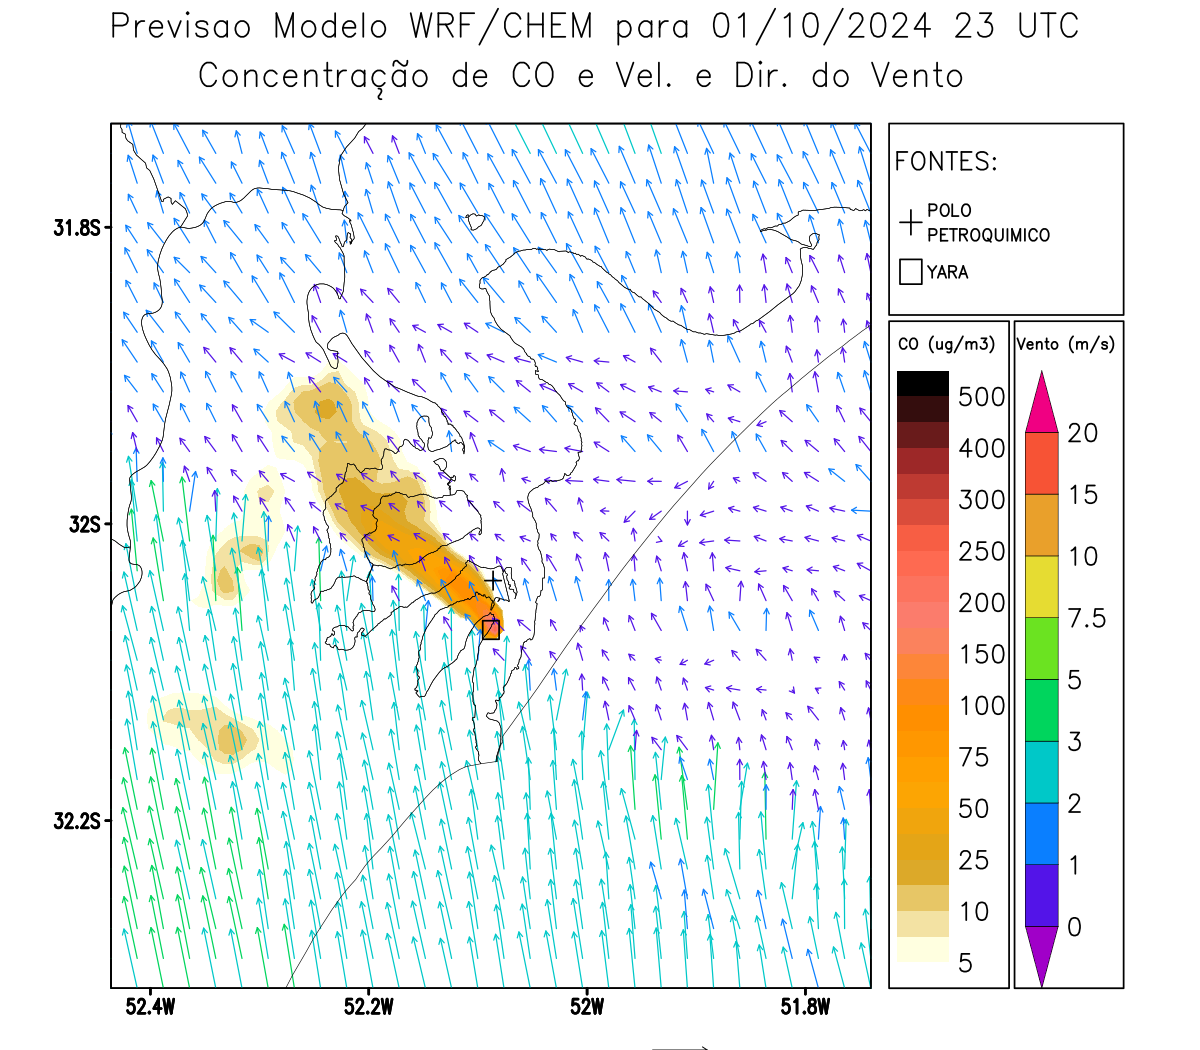 Previsao Modelo WRF/CHEM para 01/10/2024 23 UTC
Concentração de CO e Vel. e Dir. do Vento
FONTES:
POLO
PETROQUIMICO
YARA
CO (ug/m3)
500
400
300
250
200
150
100
75
50
25
10
5
Vento (m/s)
20
15
10
7.5
5
3
2
1
0
31.8S
32S
32.2S
52.4W
52.2W
52W
51.8W